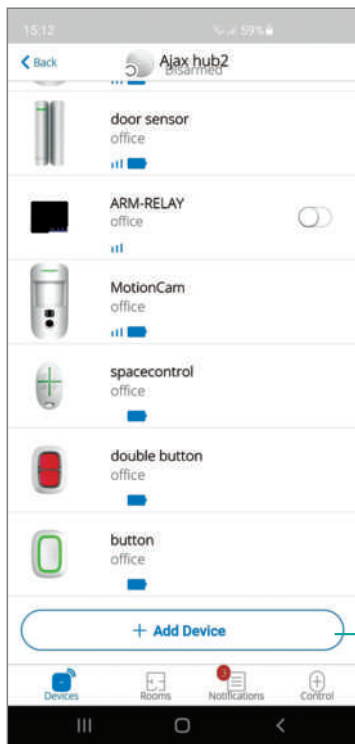 15:12
59%
Back
Ajax hub2
Disarmed
door sensor
office
ARM-RELAY
office
MotionCam
office
spacecontrol
office
double button
office
button
office
+ Add Device
3
Devices Rooms Notifications Control